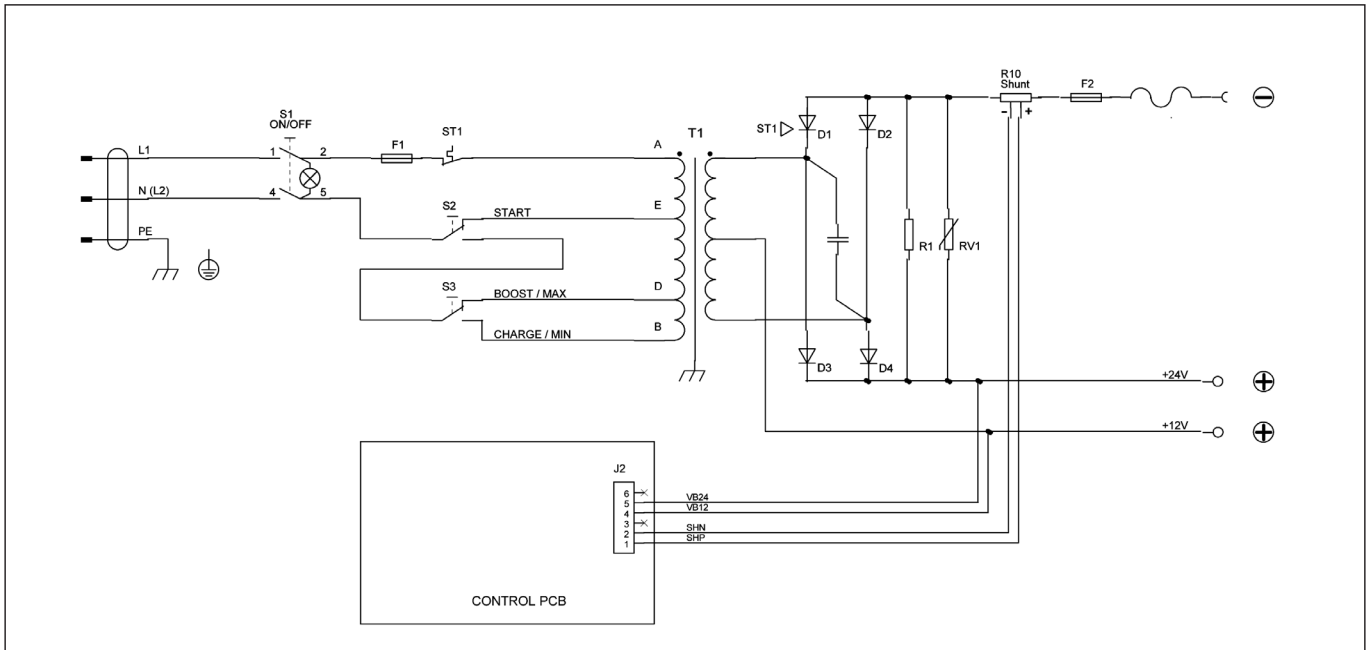 R10
Shunt
F2
S1
ON/OFF
ST1
T1
ST1
D1
D2
L1
1
2
F1
A
N (L2)
4
5
S2
START
E
PE
R1
RV1
S3
BOOST / MAX
D
CHARGE / MIN
B
D3
D4
+24V
+12V
J2
6
5
VB24
4
VB12
3
2
SHN
1
SHP
CONTROL PCB